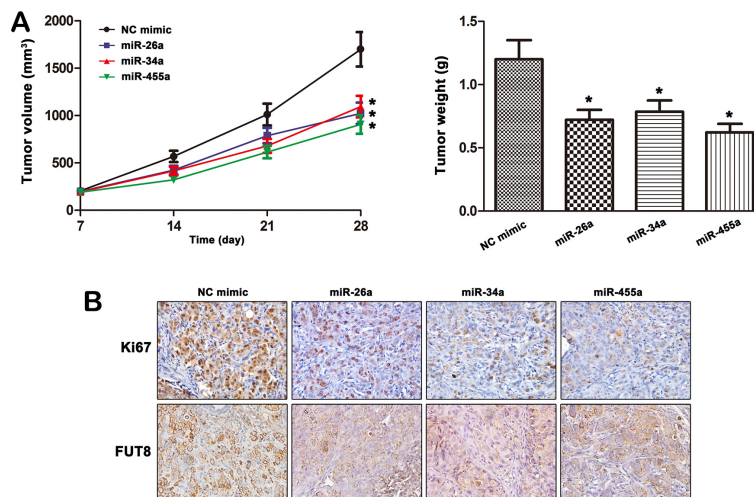 A
NC mimic
miR-26a
miR-34a
miR-455a
Tumor volume (mm³)
2000
1500
1000
500
0
7
14
21
28
Time (day)
*
*
*
Tumor weight (g)
1.5
1.0
0.5
0.0
*
*
*
NC mimic
miR-26a
miR-34a
miR-455a
B
NC mimic
miR-26a
miR-34a
miR-455a
Ki67
FUT8